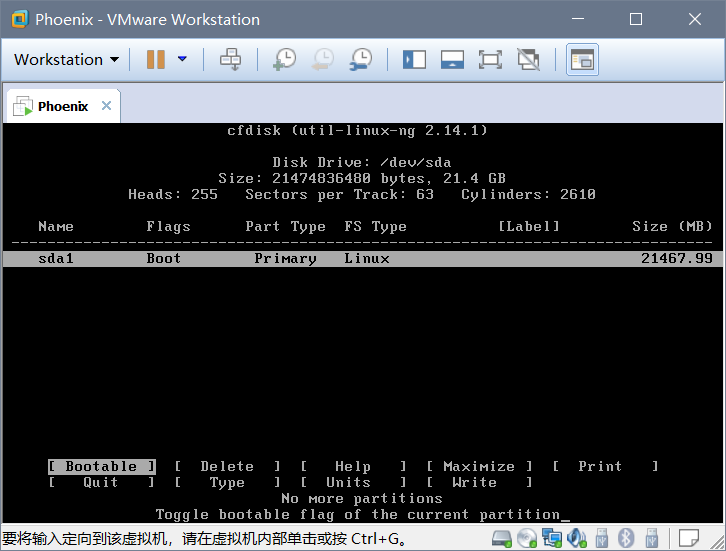 Phoenix - VMware Workstation
Workstation
Phoenix
cfdisk (util-linux-ng 2.14.1)
Disk Drive: /dev/sda
Size: 21474836480 bytes, 21.4 GB
Heads: 255 Sectors per Track: 63 Cylinders: 2610
Name Flags Part Type FS Type [Label] Size (MB)
sda1 Boot Primary Linux 21467.99
[ Bootable ] [ Delete ] [ Help ] [ Maximize ] [ Print ]
[ Quit ] [ Type ] [ Units ] [ Write ]
No more partitions
Toggle bootable flag of the current partition_
要将输入定向到该虚拟机，请在虚拟机内部单击或按 Ctrl+G。